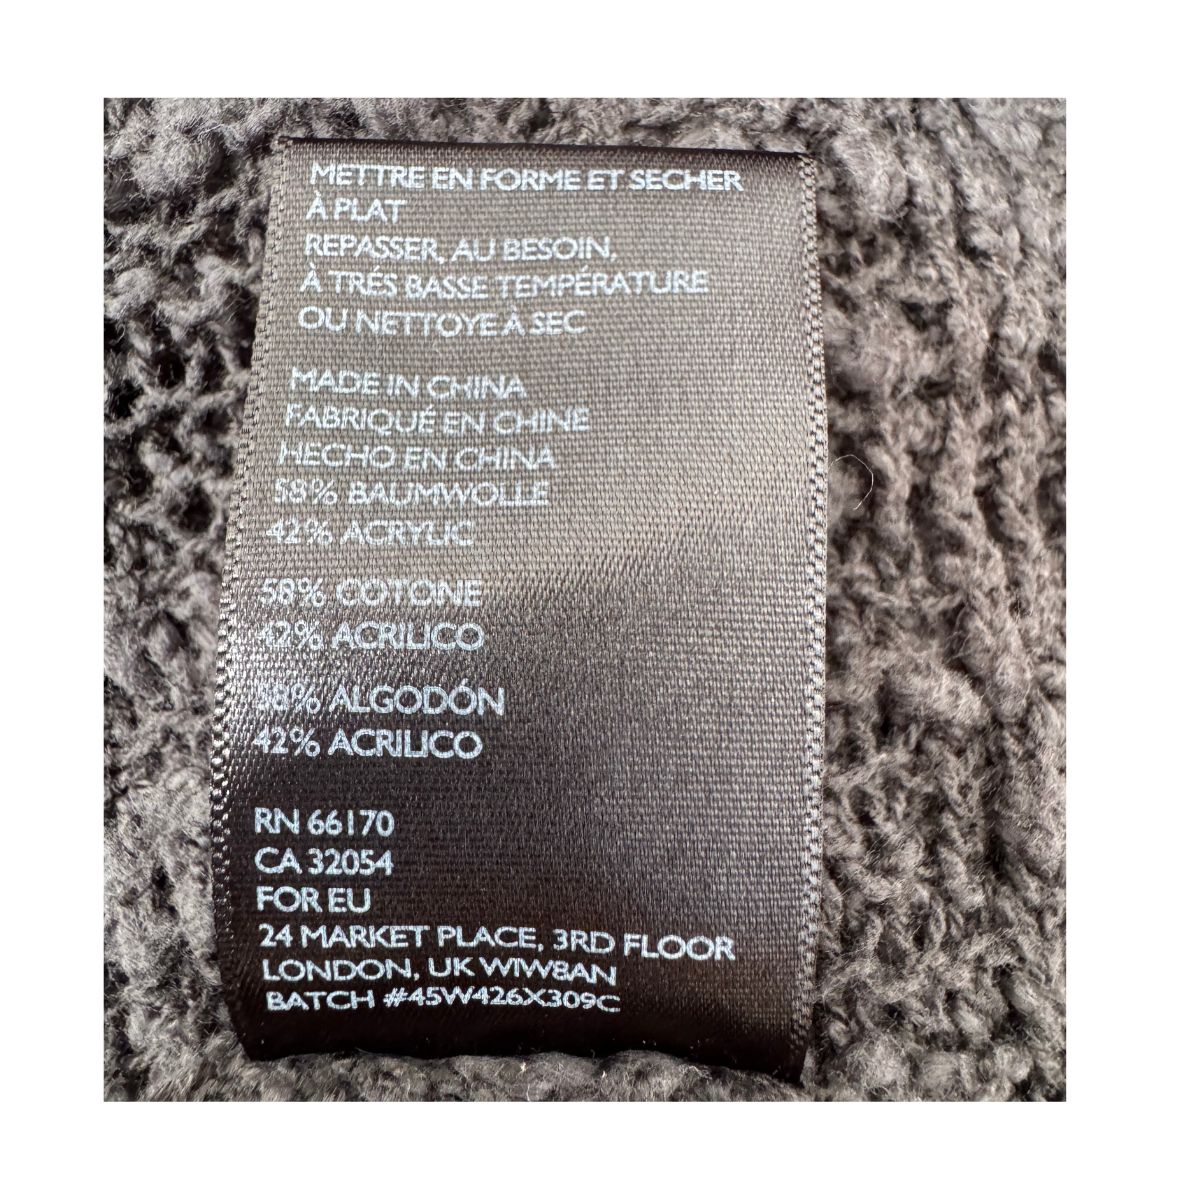 METTRE EN FORME ET SECHER
À PLAT
REPASSER, AU BESOIN,
À TRÉS BASSE TEMPÉRATURE
OU NETTOYE À SEC
MADE IN CHINA
FABRIQUÉ EN CHINE
HECHO EN CHINA
58% BAUMWOLLE
42% ACRYLIC
58% COTONE
42% ACRILICO
58% ALGODÓN
42% ACRILICO
RN 66170
CA 32054
FOR EU
24 MARKET PLACE, 3RD FLOOR
LONDON, UK W1W8AN
BATCH #45W426X309C